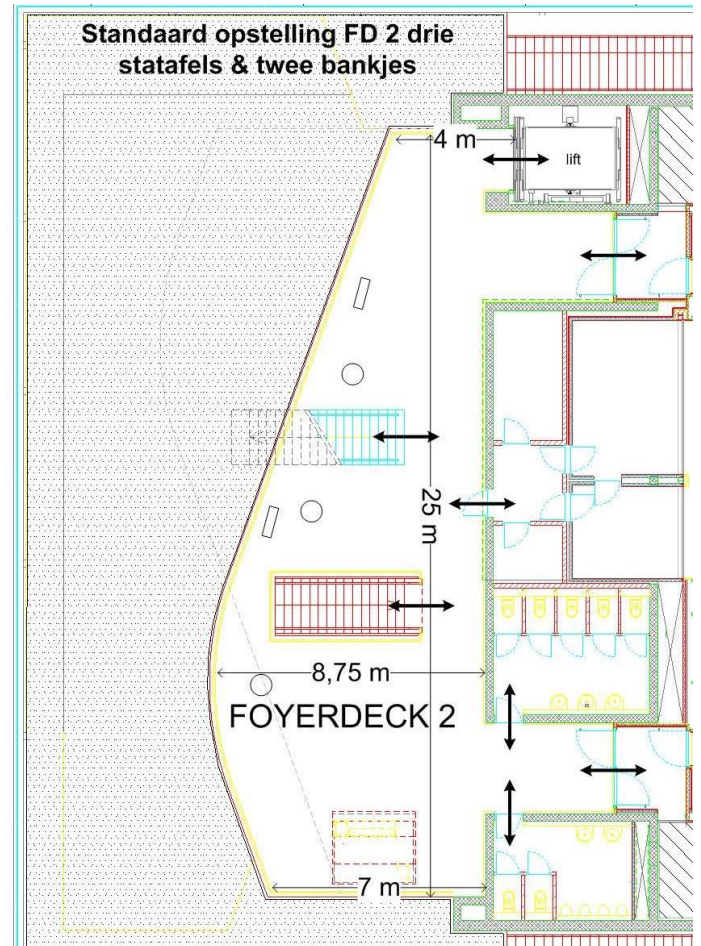 Standaard opstelling FD 2 drie
statafels & twee bankjes
4 m
lift
25 m
8,75 m
FOYERDECK 2
7 m